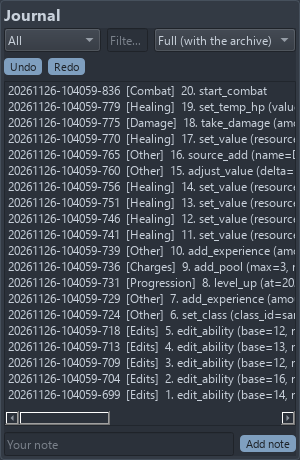 Journal
All Filte... Full (with the archive)
Undo Redo
20261126-104059-836 [Combat] 20. start_combat
20261126-104059-779 [Healing] 19. set_temp_hp (valu
20261126-104059-775 [Damage] 18. take_damage (amo
20261126-104059-770 [Healing] 17. set_value (resourc
20261126-104059-765 [Other] 16. source_add (name=D
20261126-104059-760 [Other] 15. adjust_value (delta=
20261126-104059-756 [Healing] 14. set_value (resourc
20261126-104059-751 [Healing] 13. set_value (resourc
20261126-104059-746 [Healing] 12. set_value (resourc
20261126-104059-741 [Healing] 11. set_value (resourc
20261126-104059-739 [Other] 10. add_experience (am
20261126-104059-736 [Charges] 9. add_pool (max=3, r
20261126-104059-731 [Progression] 8. level_up (at=20
20261126-104059-729 [Other] 7. add_experience (amo
20261126-104059-724 [Other] 6. set_class (class_id=sar
20261126-104059-718 [Edits] 5. edit_ability (base=12, r
20261126-104059-713 [Edits] 4. edit_ability (base=13, r
20261126-104059-709 [Edits] 3. edit_ability (base=12, r
20261126-104059-704 [Edits] 2. edit_ability (base=16, r
20261126-104059-699 [Edits] 1. edit_ability (base=14, r
Your note Add note